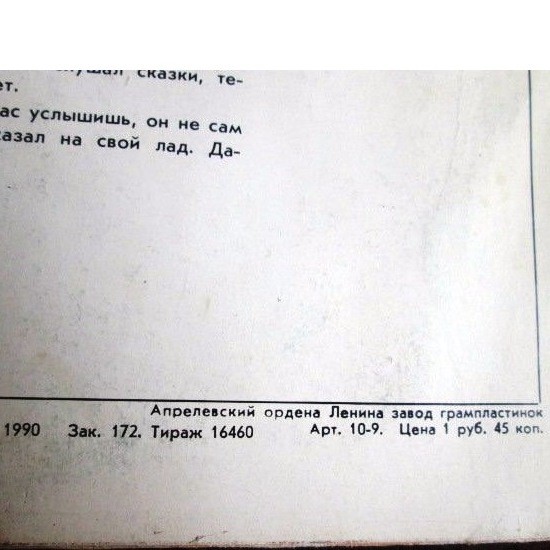 сказки, те-
ет.
ас услышишь, он не сам
казал на свой лад. Да-
Апрелевский ордена Ленина завод грампластинок
1990 Зак. 172. Тираж 16460 Арт. 10-9. Цена 1 руб. 45 коп.